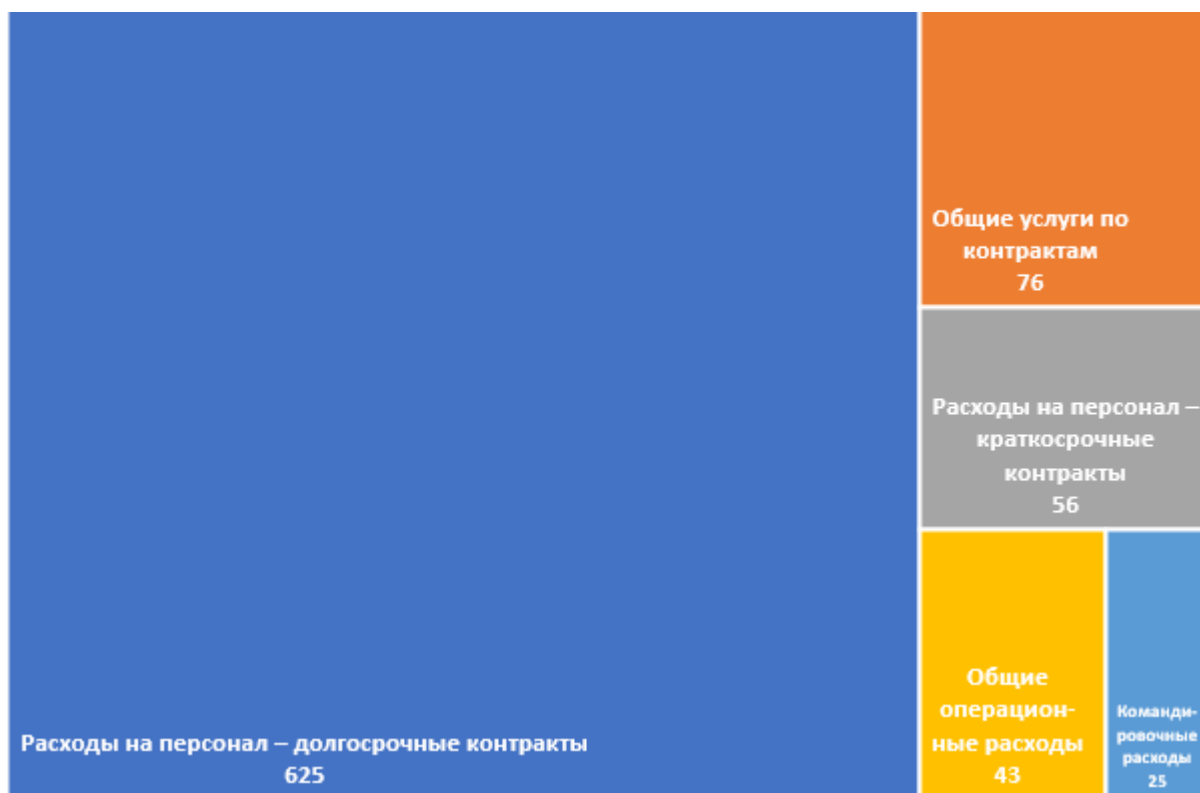 Общие услуги по
контрактам
76
Расходы на персонал –
краткосрочные
контракты
56
Расходы на персонал – долгосрочные контракты
625
Общие
операцион-
ные расходы
43
Команди-
ровочные
расходы
25